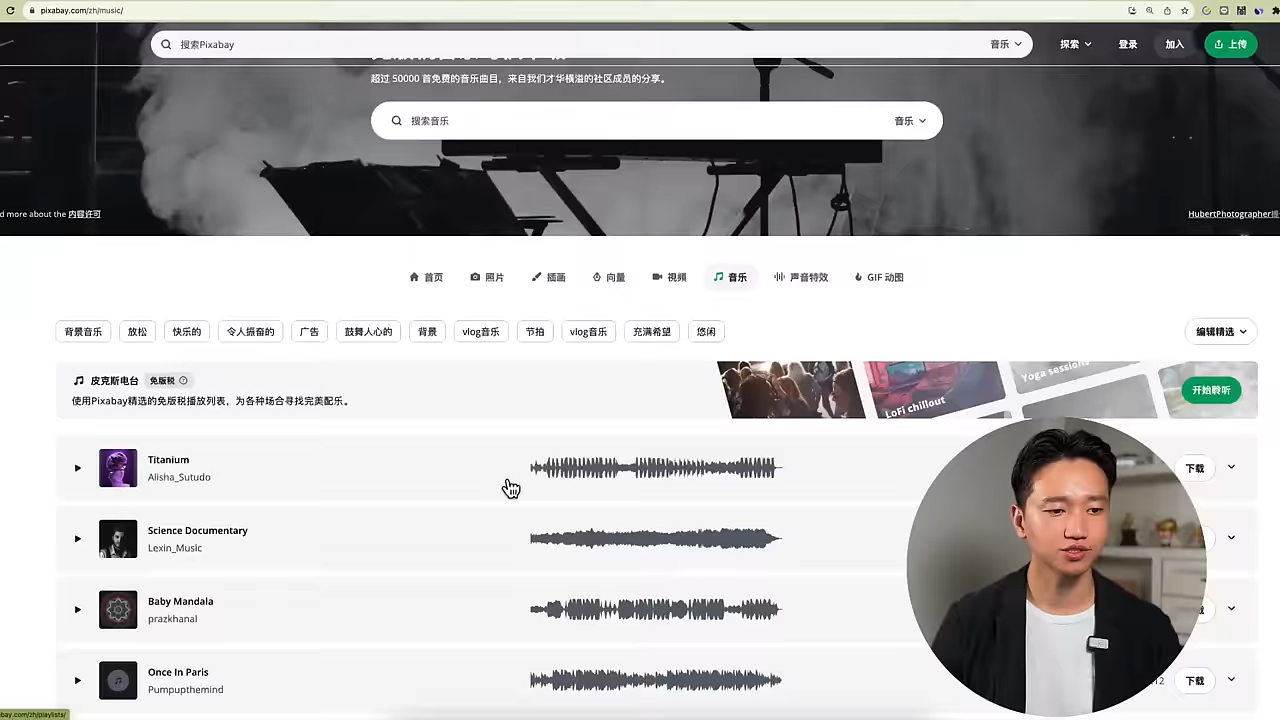 pixabay.com/zh/music/
搜索Pixabay
音乐
探索
登录
加入
上传
超过 50000 首免费的音乐曲目，来自我们才华横溢的社区成员的分享。
搜索音乐
音乐
d more about the 内容许可
HubertPhotographer
首页
照片
插画
向量
视频
音乐
声音特效
GIF 动图
背景音乐
放松
快乐的
令人振奋的
广告
鼓舞人心的
背景
vlog音乐
节拍
vlog音乐
充满希望
悠闲
编辑精选
皮克斯电台
免版税
使用Pixabay精选的免版税播放列表，为各种场合寻找完美配乐。
LoFi chillout
Yoga sessions
开始聆听
Titanium
Alisha_Sutudo
下载
Science Documentary
Lexin_Music
Baby Mandala
prazkhanal
Once In Paris
Pumpupthemind
12
下载
bay.com/zh/playlists/